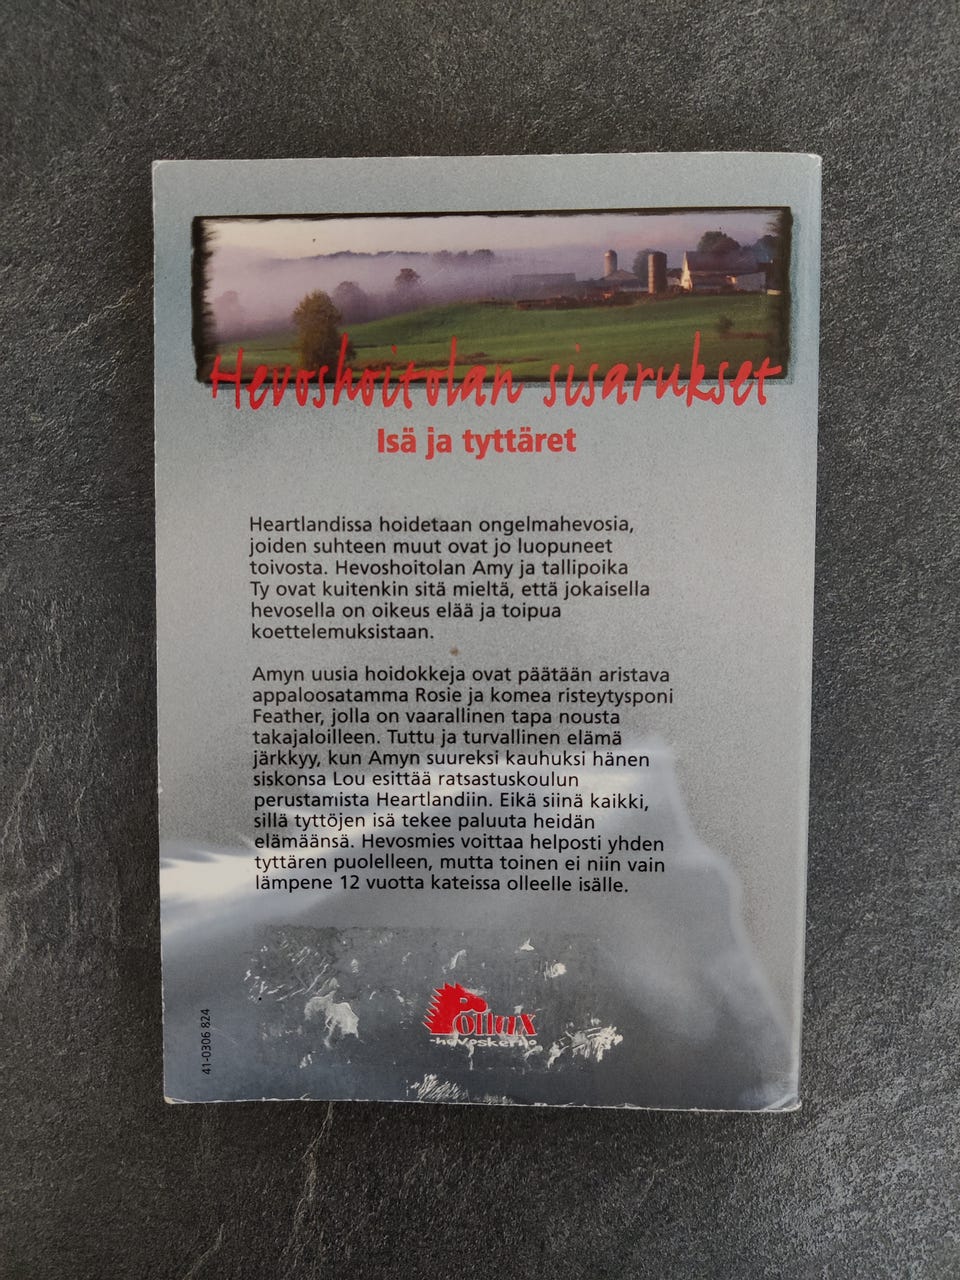 Hevoshoitolan sisarukset
Isä ja tyttäret
Heartlandissa hoidetaan ongelmahevosia,
joiden suhteen muut ovat jo luopuneet
toivosta. Hevoshoitolan Amy ja tallipoika
Ty ovat kuitenkin sitä mieltä, että jokaisella
hevosella on oikeus elää ja toipua
koettelemuksistaan.
Amyn uusia hoidokkeja ovat päätään aristava
appaloosatamma Rosie ja komea risteytysponi
Feather, jolla on vaarallinen tapa nousta
takajaloilleen. Tuttu ja turvallinen elämä
järkkyy, kun Amyn suureksi kauhuksi hänen
siskonsa Lou esittää ratsastuskoulun
perustamista Heartlandiin. Eikä siinä kaikki,
sillä tyttöjen isä tekee paluuta heidän
elämäänsä. Hevosmies voittaa helposti yhden
tyttären puolelleen, mutta toinen ei niin vain
lämpene 12 vuotta kateissa olleelle isälle.
Pollux
-hevoskerho
41-0306 824